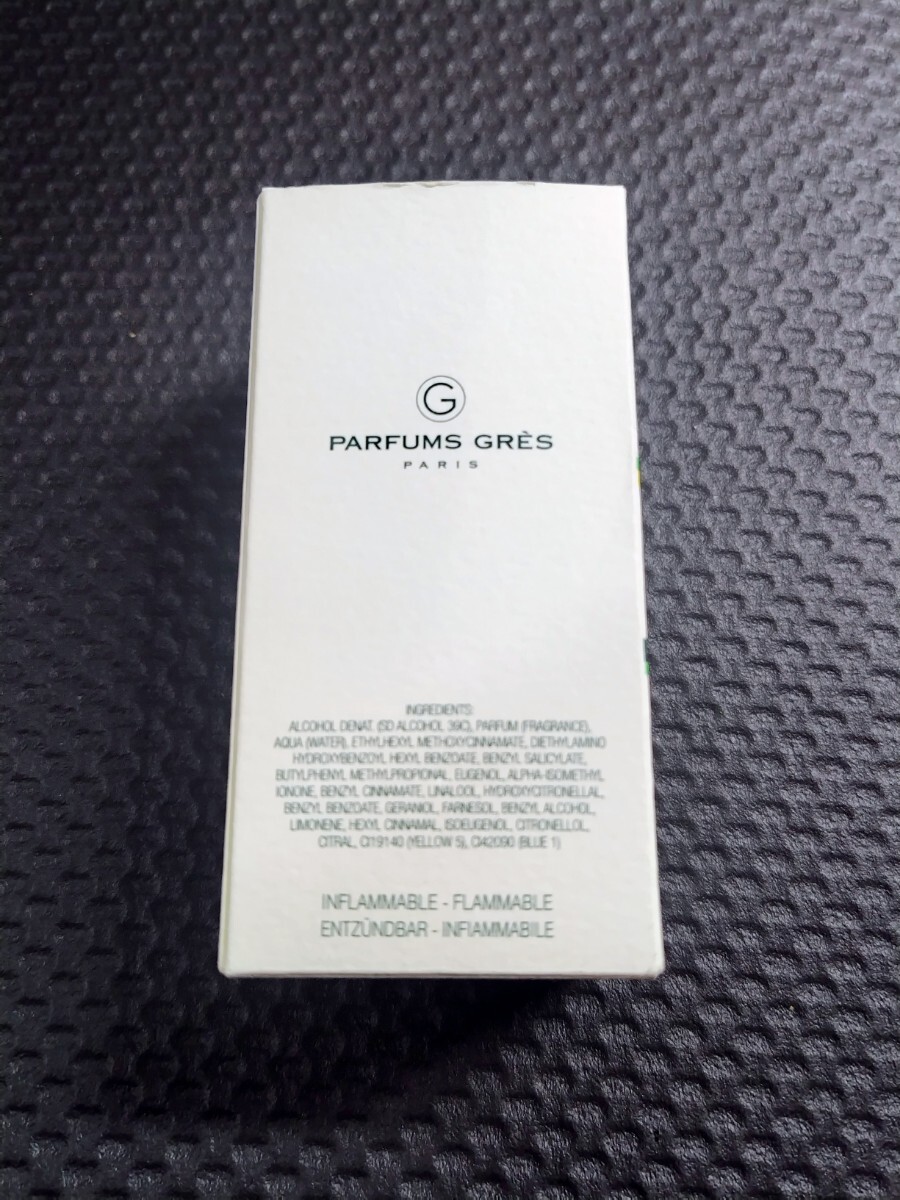 G
PARFUMS GRÈS
PARIS
INGREDIENTS:
ALCOHOL DENAT. (SD ALCOHOL 39C), PARFUM (FRAGRANCE),
AQUA (WATER), ETHYLHEXYL METHOXYCINNAMATE, DIETHYLAMINO
HYDROXYBENZOYL HEXYL BENZOATE, BENZYL SALICYLATE,
BUTYLPHENYL METHYLPROPIONAL, EUGENOL, ALPHA-ISOMETHYL
IONONE, BENZYL CINNAMATE, LINALOOL, HYDROXYCITRONELLAL,
BENZYL BENZOATE, GERANIOL, FARNESOL, BENZYL ALCOHOL,
LIMONENE, HEXYL CINNAMAL, ISOEUGENOL, CITRONELLOL,
CITRAL, CI19140 (YELLOW 5), CI42090 (BLUE 1)
INFLAMMABLE - FLAMMABLE
ENTZÜNDBAR - INFIAMMABILE